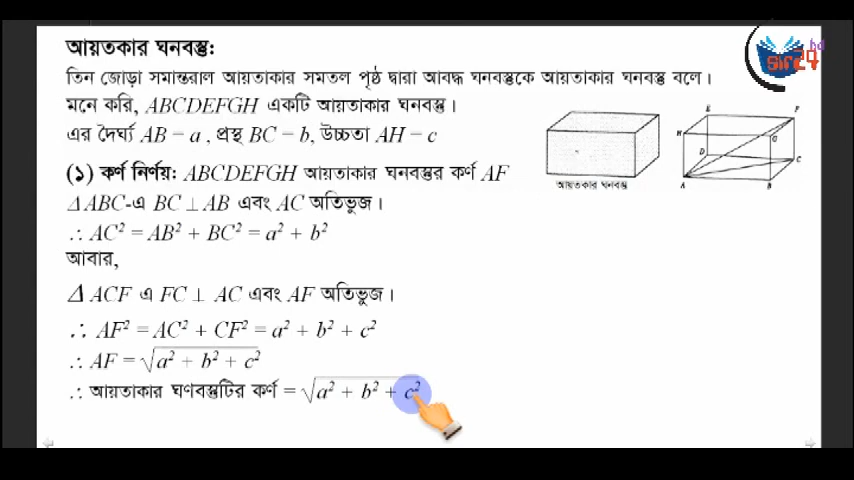 আয়তকার ঘনবস্তুঃ
তিন জোড়া সমান্তরাল আয়তাকার সমতল পৃষ্ঠ দ্বারা আবদ্ধ ঘনবস্তুকে আয়তাকার ঘনবস্তু বলে।
মনে করি, ABCDEFGH একটি আয়তাকার ঘনবস্তু।
এর দৈর্ঘ্য AB = a, প্রস্থ BC = b, উচ্চতা AH = c
(১) কর্ণ নির্ণয়ঃ ABCDEFGH আয়তাকার ঘনবস্তুর কর্ণ AF
Δ ABC-এ BC ⊥ AB এবং AC অতিভুজ।
∴ AC² = AB² + BC² = a² + b²
আবার,
Δ ACF এ FC ⊥ AC এবং AF অতিভুজ।
∴ AF² = AC² + CF² = a² + b² + c²
∴ AF = √(a² + b² + c²)
∴ আয়তাকার ঘণবস্তুটির কর্ণ = √(a² + b² + c²)
আয়তাকার ঘনবস্তু
E F
H G
D C
A B
sir24 bd